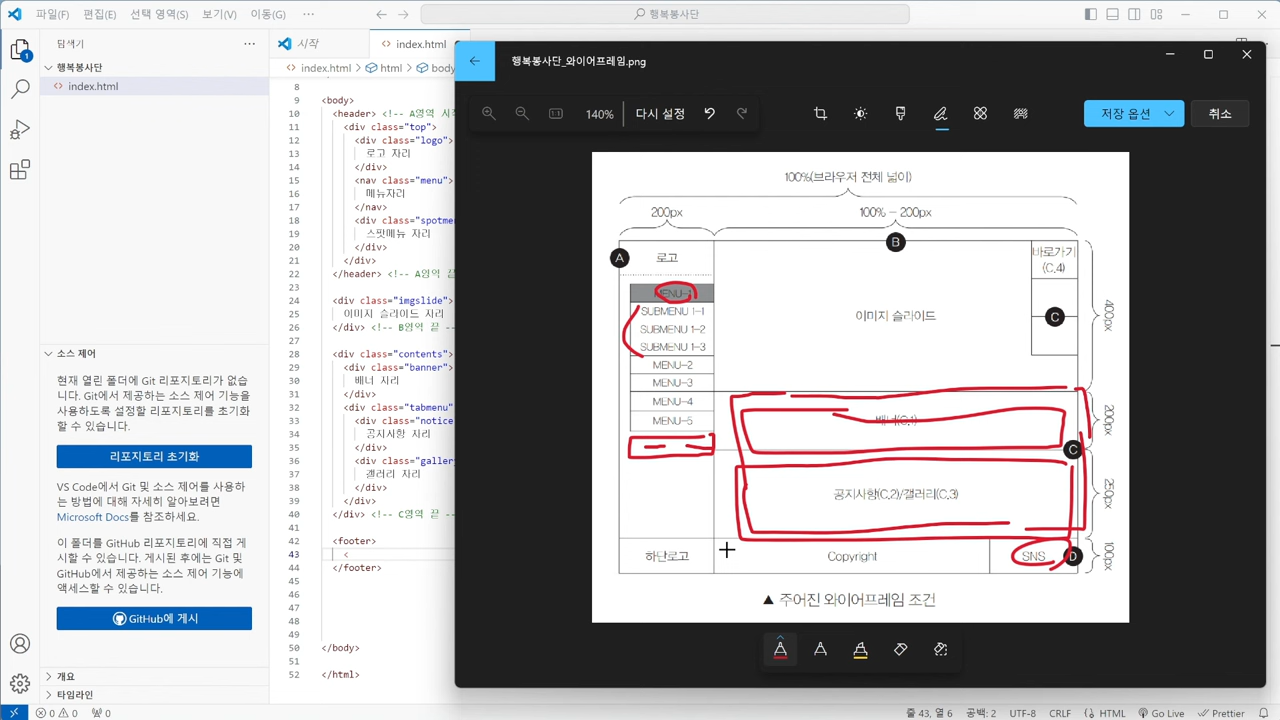 파일(F) 편집(E) 선택 영역(S) 보기(V) 이동(G) ···
행복봉사단
탐색기
행복봉사단
index.html
시작
index.html
index.html > html > body
8
9 <body>
10 <header> <!-- A영역 시작
11 <div class="top">
12 <div class="logo">
13 로고 자리
14 </div>
15 <nav class="menu">
16 메뉴자리
17 </nav>
18 <div class="spotmen
19 스팟메뉴 자리
20 </div>
21 </div>
22 </header> <!-- A영역 끝
23
24 <div class="imgslide">
25 이미지 슬라이드 자리
26 </div> <!-- B영역 끝 --
27
28 <div class="contents">
29 <div class="banner">
30 배너 자리
31 </div>
32 <div class="tabmenu">
33 <div class="notice
34 공지사항 자리
35 </div>
36 <div class="gallery
37 갤러리 자리
38 </div>
39 </div>
40 </div> <!-- C영역 끝 --
41
42 <footer>
43 <
44 </footer>
45
46
47
48
49
50 </body>
51
52 </html>
1
소스 제어
현재 열린 폴더에 Git 리포지토리가 없습
니다. Git에서 제공하는 소스 제어 기능을
사용하도록 설정할 리포지토리를 초기화
할 수 있습니다.
리포지토리 초기화
VS Code에서 Git 및 소스 제어를 사용하
는 방법에 대해 자세히 알아보려면
Microsoft Docs를 참조하세요.
이 폴더를 GitHub 리포지토리에 직접 게
시할 수 있습니다. 게시된 후에는 Git 및
GitHub에서 제공하는 소스 제어 기능에
액세스할 수 있습니다.
GitHub에 게시
개요
타임라인
행복봉사단_와이어프레임.png
140% 다시 설정 저장 옵션 취소
100%(브라우저 전체 넓이)
200px 100% - 200px
A B
로고 바로가기
(C.4)
MENU-1
SUBMENU 1-1
SUBMENU 1-2
SUBMENU 1-3
MENU-2
MENU-3
MENU-4
MENU-5
이미지 슬라이드
C
400px
배너(C.1)
200px
C
공지사항(C.2)/갤러리(C.3)
250px
하단로고 Copyright SNS D
100px
▲ 주어진 와이어프레임 조건
0 0 0 줄 43, 열 6 공백: 2 UTF-8 CRLF HTML Go Live Prettier